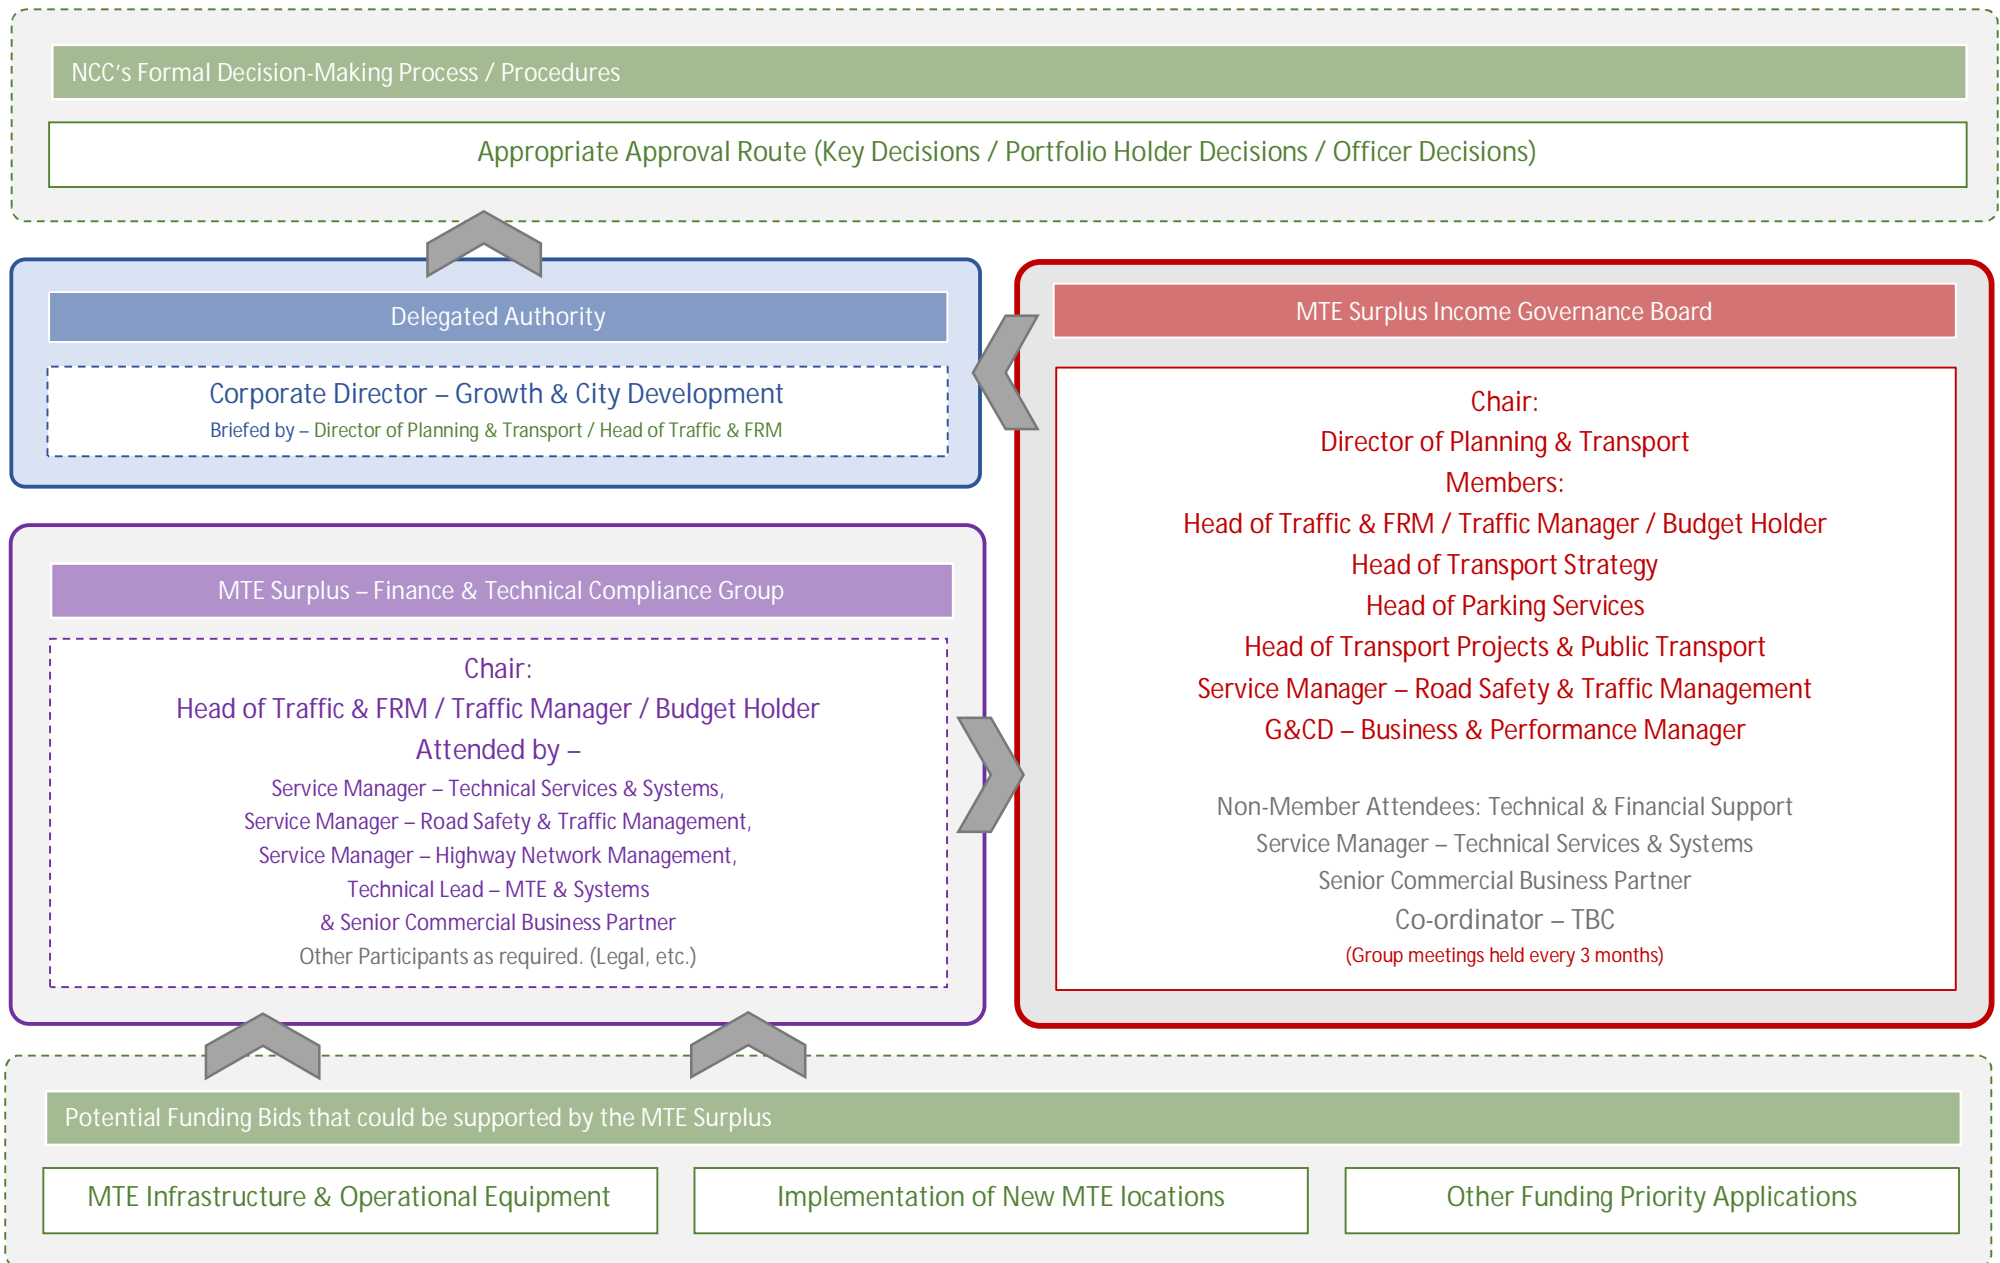 NCC's Formal Decision-Making Process / Procedures
Appropriate Approval Route (Key Decisions / Portfolio Holder Decisions / Officer Decisions)
Delegated Authority
Corporate Director – Growth & City Development
Briefed by – Director of Planning & Transport / Head of Traffic & FRM
MTE Surplus Income Governance Board
Chair:
Director of Planning & Transport
Members:
Head of Traffic & FRM / Traffic Manager / Budget Holder
Head of Transport Strategy
Head of Parking Services
Head of Transport Projects & Public Transport
Service Manager – Road Safety & Traffic Management
G&CD – Business & Performance Manager
Non-Member Attendees: Technical & Financial Support
Service Manager – Technical Services & Systems
Senior Commercial Business Partner
Co-ordinator – TBC
(Group meetings held every 3 months)
MTE Surplus – Finance & Technical Compliance Group
Chair:
Head of Traffic & FRM / Traffic Manager / Budget Holder
Attended by –
Service Manager – Technical Services & Systems,
Service Manager – Road Safety & Traffic Management,
Service Manager – Highway Network Management,
Technical Lead – MTE & Systems
& Senior Commercial Business Partner
Other Participants as required. (Legal, etc.)
Potential Funding Bids that could be supported by the MTE Surplus
MTE Infrastructure & Operational Equipment
Implementation of New MTE locations
Other Funding Priority Applications